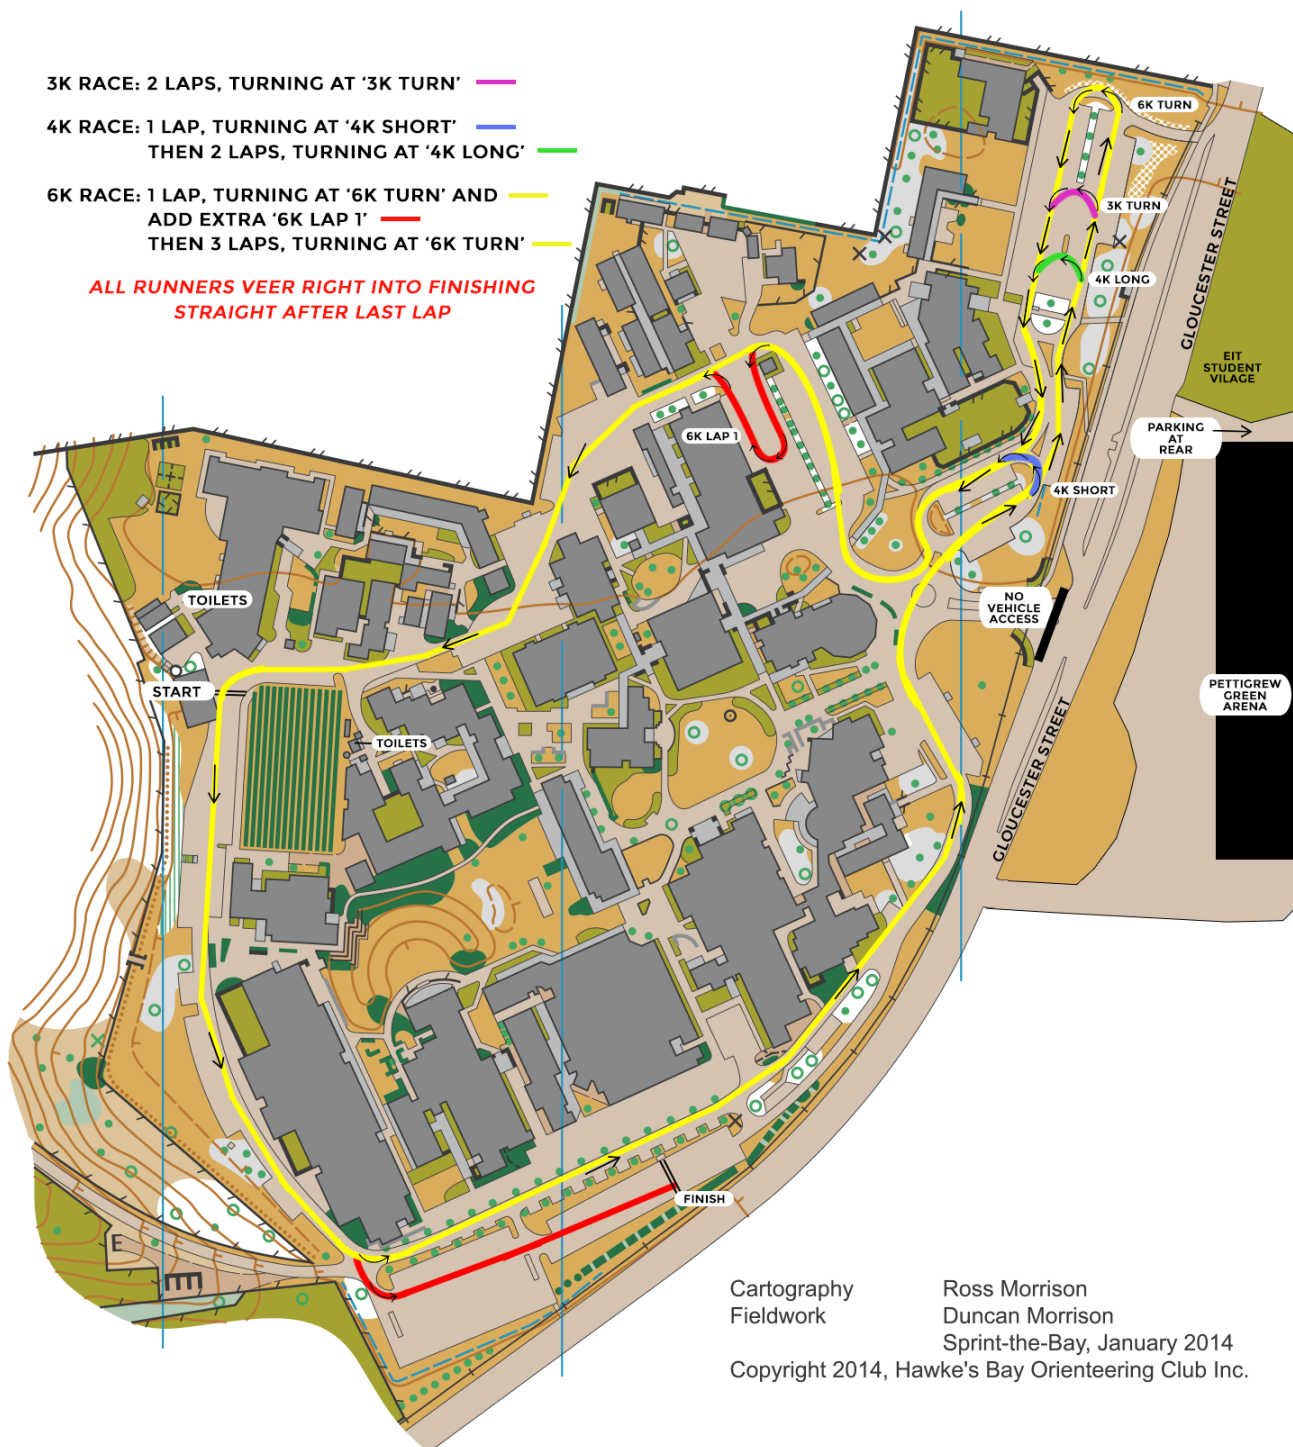 3K RACE: 2 LAPS, TURNING AT '3K TURN'
4K RACE: 1 LAP, TURNING AT '4K SHORT'
THEN 2 LAPS, TURNING AT '4K LONG'
6K RACE: 1 LAP, TURNING AT '6K TURN' AND
ADD EXTRA '6K LAP 1'
THEN 3 LAPS, TURNING AT '6K TURN'
ALL RUNNERS VEER RIGHT INTO FINISHING
STRAIGHT AFTER LAST LAP
6K TURN
3K TURN
4K LONG
GLOUCESTER STREET
EIT
STUDENT
VILAGE
PARKING
AT
REAR
6K LAP 1
4K SHORT
TOILETS
NO
VEHICLE
ACCESS
START
PETTIGREW
GREEN
ARENA
TOILETS
GLOUCESTER STREET
FINISH
Cartography Ross Morrison
Fieldwork Duncan Morrison
Sprint-the-Bay, January 2014
Copyright 2014, Hawke's Bay Orienteering Club Inc.